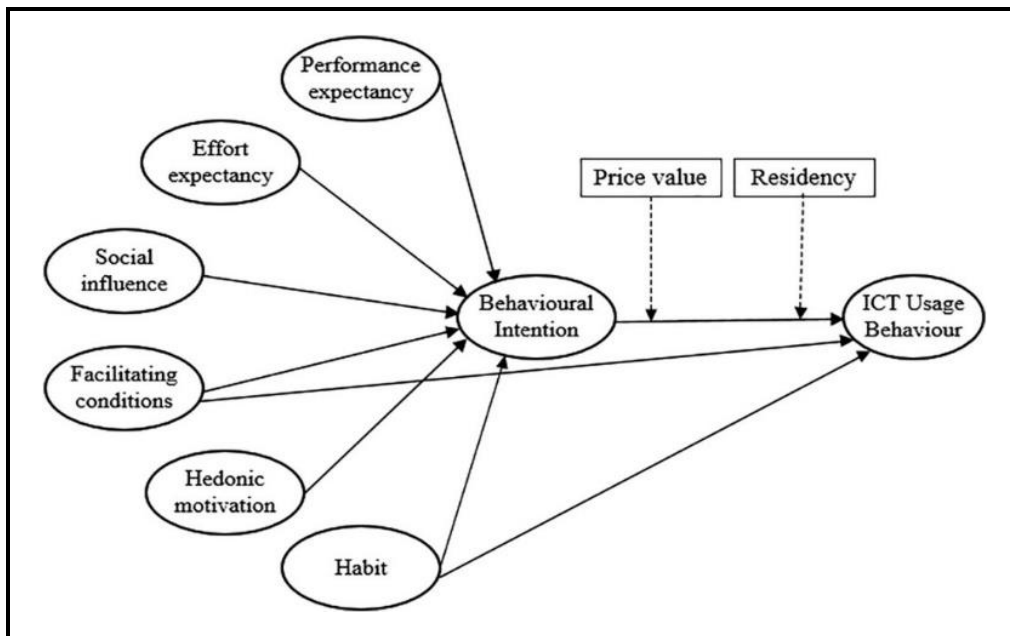 Performance
expectancy
Effort
expectancy
Price value
Residency
Social
influence
Behavioural
Intention
ICT Usage
Behaviour
Facilitating
conditions
Hedonic
motivation
Habit